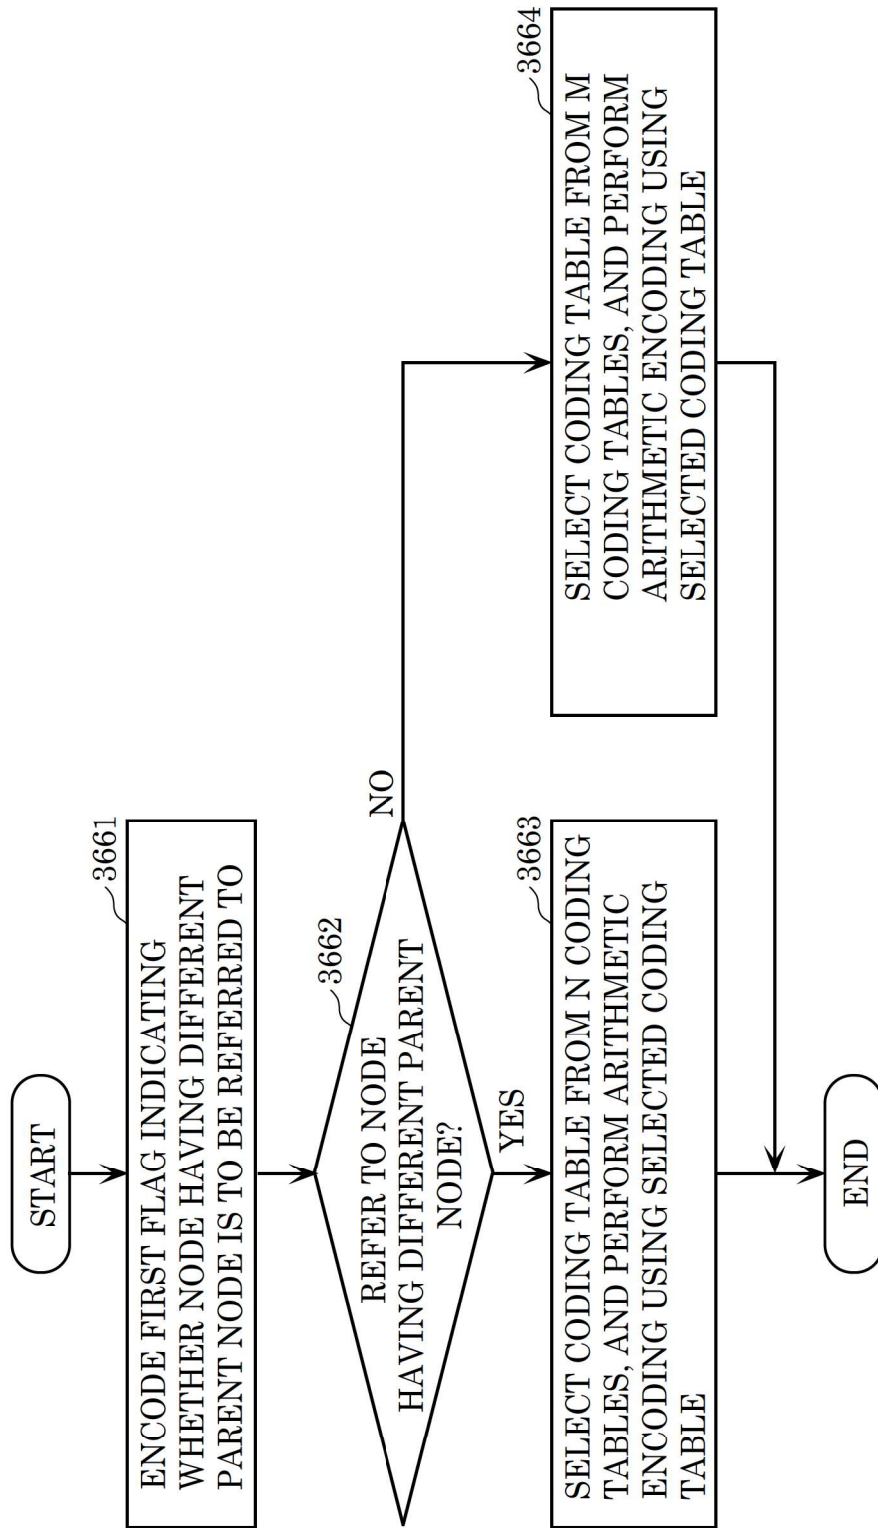 START
3661
ENCODE FIRST FLAG INDICATING
WHETHER NODE HAVING DIFFERENT
PARENT NODE IS TO BE REFERRED TO
3662
REFER TO NODE
HAVING DIFFERENT PARENT
NODE?
NO
YES
3663
SELECT CODING TABLE FROM N CODING
TABLES, AND PERFORM ARITHMETIC
ENCODING USING SELECTED CODING
TABLE
3664
SELECT CODING TABLE FROM M
CODING TABLES, AND PERFORM
ARITHMETIC ENCODING USING
SELECTED CODING TABLE
END